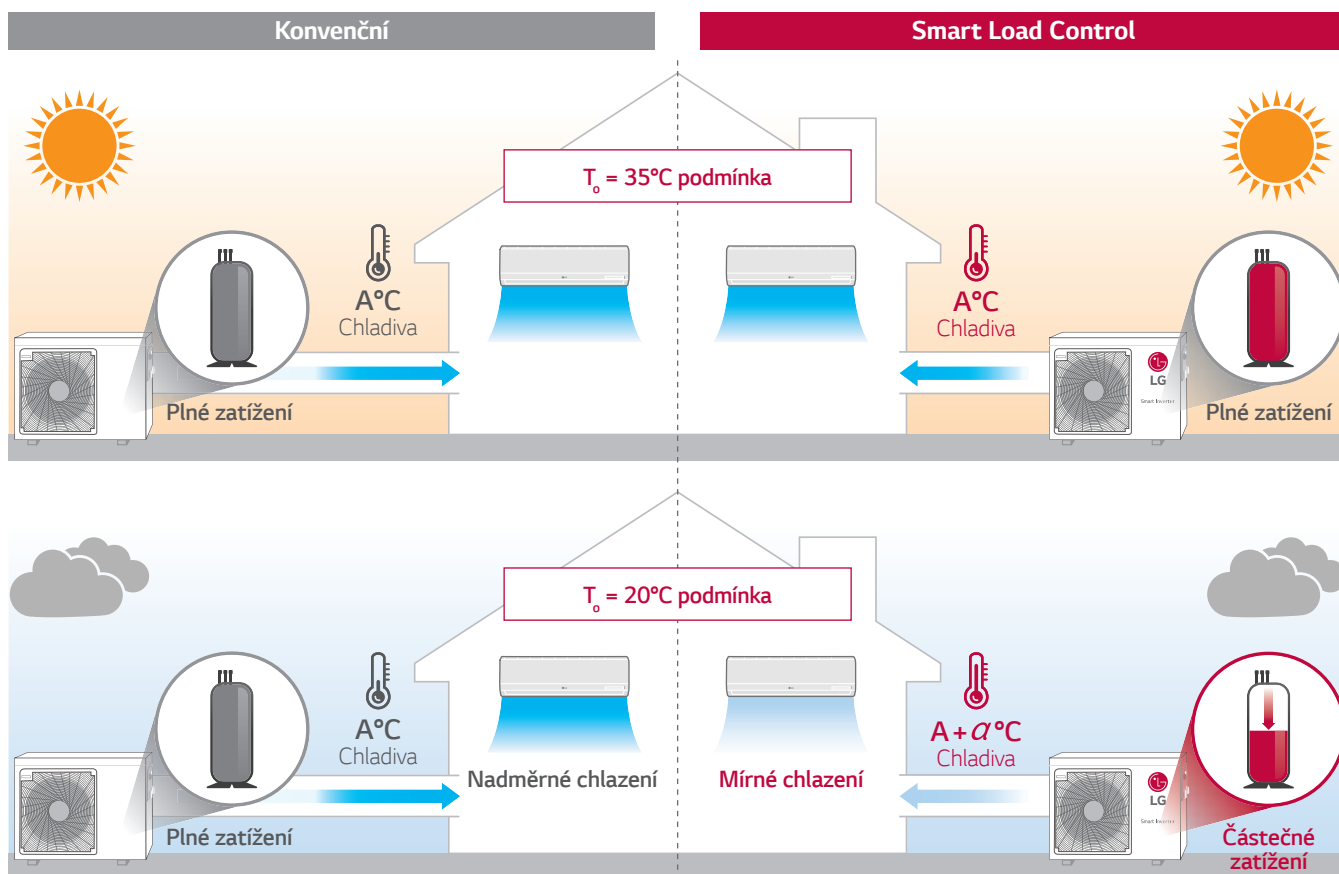 Konvenční
Smart Load Control
To = 35°C podmínka
A°C
Chladiva
A°C
Chladiva
LG
Smart Inverter
Plné zatížení
Plné zatížení
To = 20°C podmínka
A°C
Chladiva
A + α °C
Chladiva
Nadměrné chlazení
Mírné chlazení
LG
Smart Inverter
Plné zatížení
Částečné
zatížení